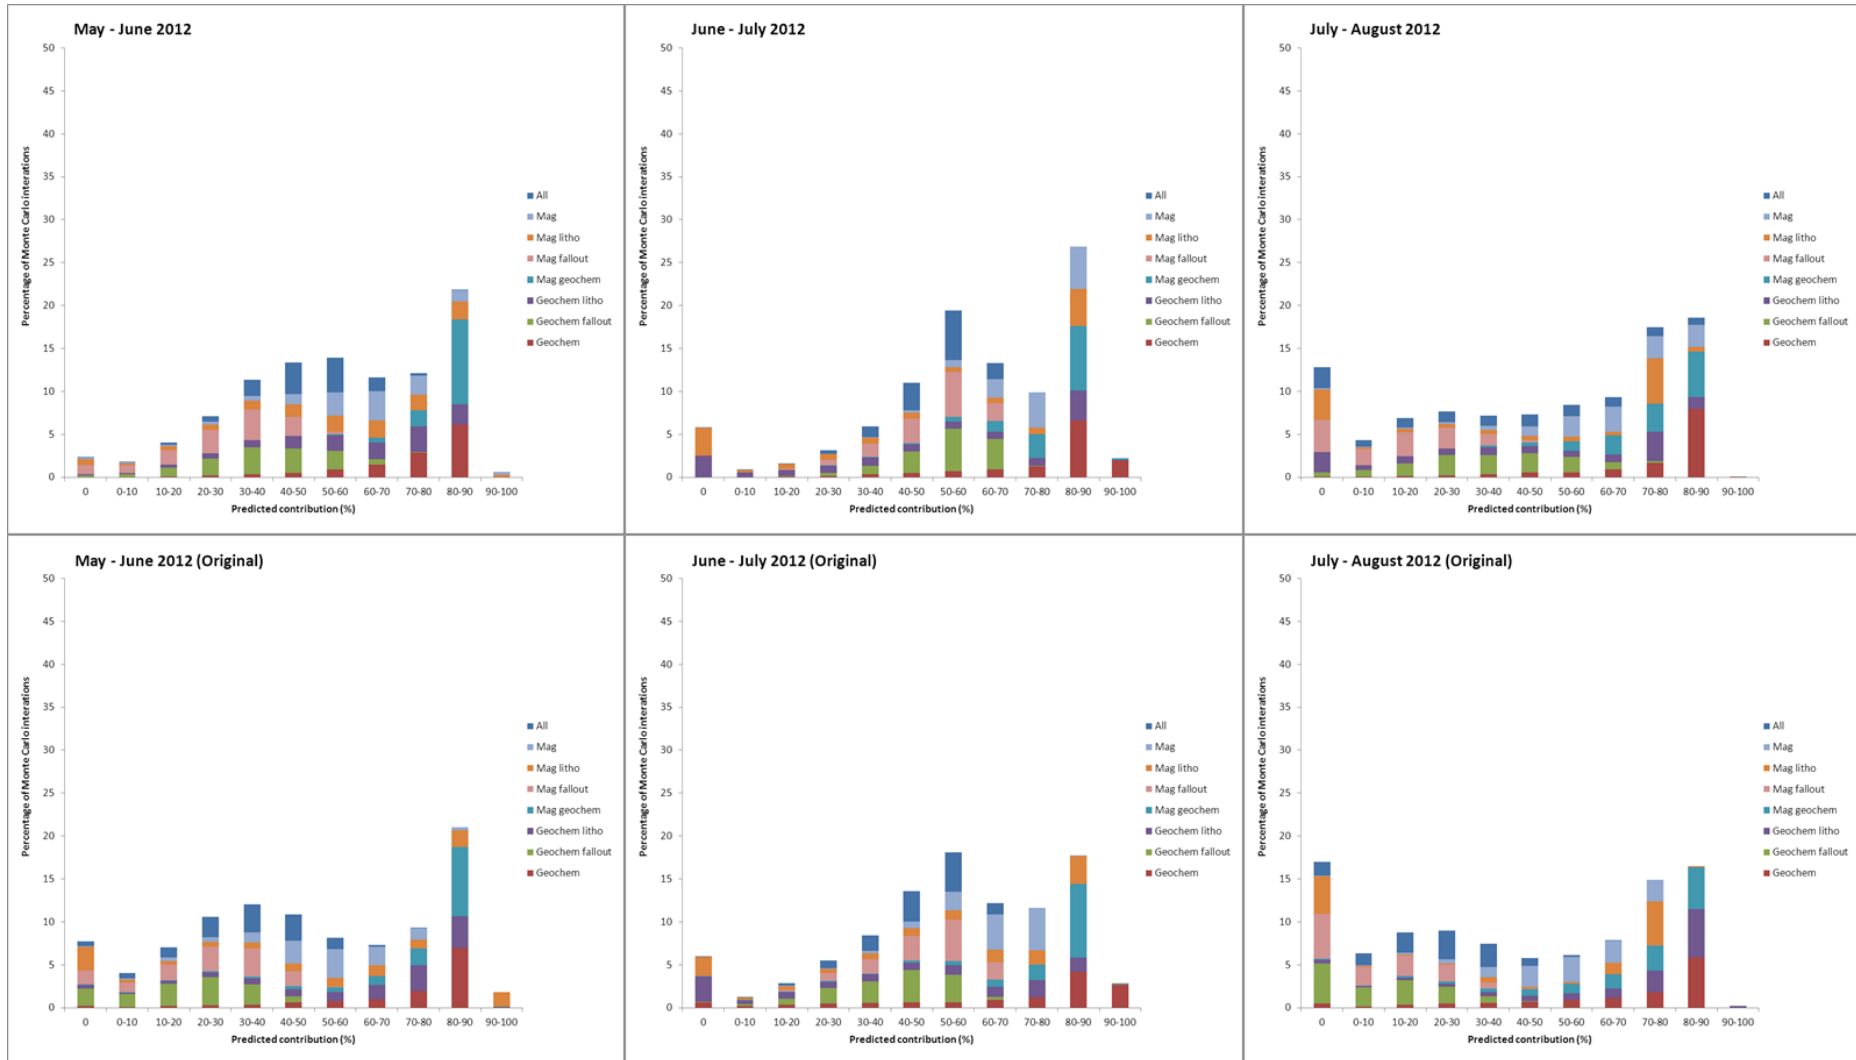 May - June 2012
50
45
40
35
30
25
20
15
10
5
0
Percentage of Monte Carlo interations
0 0-10 10-20 20-30 30-40 40-50 50-60 60-70 70-80 80-90 90-100
Predicted contribution (%)
All
Mag
Mag litho
Mag fallout
Mag geochem
Geochem litho
Geochem fallout
Geochem
June - July 2012
50
45
40
35
30
25
20
15
10
5
0
Percentage of Monte Carlo interations
0 0-10 10-20 20-30 30-40 40-50 50-60 60-70 70-80 80-90 90-100
Predicted contribution (%)
All
Mag
Mag litho
Mag fallout
Mag geochem
Geochem litho
Geochem fallout
Geochem
July - August 2012
50
45
40
35
30
25
20
15
10
5
0
Percentage of Monte Carlo interations
0 0-10 10-20 20-30 30-40 40-50 50-60 60-70 70-80 80-90 90-100
Predicted contribution (%)
All
Mag
Mag litho
Mag fallout
Mag geochem
Geochem litho
Geochem fallout
Geochem
May - June 2012 (Original)
50
45
40
35
30
25
20
15
10
5
0
Percentage of Monte Carlo interations
0 0-10 10-20 20-30 30-40 40-50 50-60 60-70 70-80 80-90 90-100
Predicted contribution (%)
All
Mag
Mag litho
Mag fallout
Mag geochem
Geochem litho
Geochem fallout
Geochem
June - July 2012 (Original)
50
45
40
35
30
25
20
15
10
5
0
Percentage of Monte Carlo interations
0 0-10 10-20 20-30 30-40 40-50 50-60 60-70 70-80 80-90 90-100
Predicted contribution (%)
All
Mag
Mag litho
Mag fallout
Mag geochem
Geochem litho
Geochem fallout
Geochem
July - August 2012 (Original)
50
45
40
35
30
25
20
15
10
5
0
Percentage of Monte Carlo interations
0 0-10 10-20 20-30 30-40 40-50 50-60 60-70 70-80 80-90 90-100
Predicted contribution (%)
All
Mag
Mag litho
Mag fallout
Mag geochem
Geochem litho
Geochem fallout
Geochem